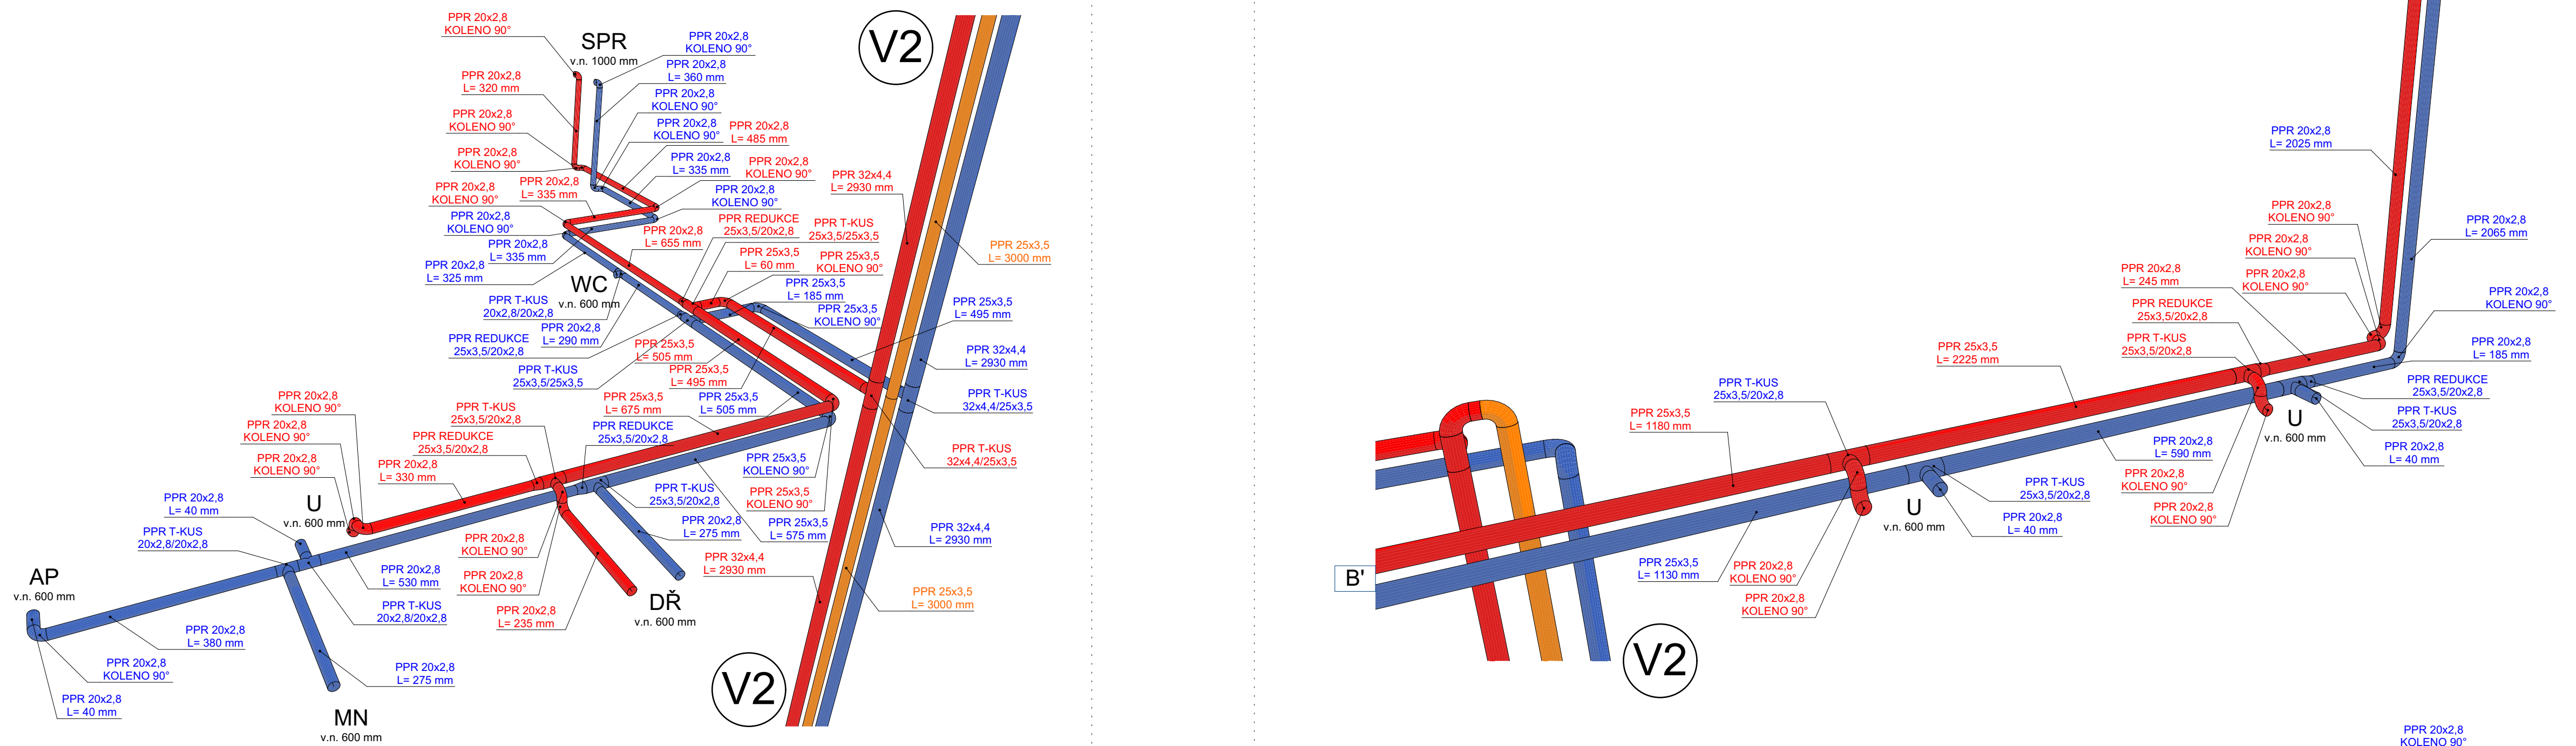 PPR 20x2,8
KOLENO 90°
SPR
v.n. 1000 mm
PPR 20x2,8
KOLENO 90°
PPR 20x2,8
L= 320 mm
PPR 20x2,8
L= 360 mm
PPR 20x2,8
KOLENO 90°
PPR 20x2,8
KOLENO 90°
PPR 20x2,8
KOLENO 90°
PPR 20x2,8
L= 485 mm
PPR 20x2,8
KOLENO 90°
PPR 20x2,8
L= 335 mm
PPR 20x2,8
KOLENO 90°
PPR 20x2,8
KOLENO 90°
PPR 20x2,8
L= 335 mm
PPR 20x2,8
KOLENO 90°
PPR 20x2,8
KOLENO 90°
PPR 20x2,8
L= 335 mm
PPR 20x2,8
L= 325 mm
PPR 20x2,8
L= 655 mm
PPR REDUKCE
25x3,5/20x2,8
PPR T-KUS
25x3,5/25x3,5
PPR 25x3,5
L= 60 mm
PPR 25x3,5
KOLENO 90°
PPR 25x3,5
L= 185 mm
PPR 25x3,5
KOLENO 90°
WC
v.n. 600 mm
PPR T-KUS
20x2,8/20x2,8
PPR 20x2,8
L= 290 mm
PPR REDUKCE
25x3,5/20x2,8
PPR T-KUS
25x3,5/25x3,5
PPR 25x3,5
L= 505 mm
PPR 25x3,5
L= 495 mm
PPR 25x3,5
L= 675 mm
PPR 25x3,5
L= 505 mm
V2
PPR 32x4,4
L= 2930 mm
PPR 25x3,5
L= 3000 mm
PPR 25x3,5
L= 495 mm
PPR 32x4,4
L= 2930 mm
PPR T-KUS
32x4,4/25x3,5
PPR T-KUS
32x4,4/25x3,5
PPR 20x2,8
KOLENO 90°
PPR 20x2,8
KOLENO 90°
PPR 20x2,8
KOLENO 90°
PPR T-KUS
25x3,5/20x2,8
PPR REDUKCE
25x3,5/20x2,8
PPR 20x2,8
L= 330 mm
PPR REDUKCE
25x3,5/20x2,8
PPR 25x3,5
KOLENO 90°
PPR 25x3,5
KOLENO 90°
PPR T-KUS
25x3,5/20x2,8
PPR 20x2,8
L= 275 mm
PPR 25x3,5
L= 575 mm
PPR 32x4,4
L= 2930 mm
PPR 32x4,4
L= 2930 mm
PPR 25x3,5
L= 3000 mm
U
v.n. 600 mm
PPR 20x2,8
L= 40 mm
PPR T-KUS
20x2,8/20x2,8
AP
v.n. 600 mm
PPR 20x2,8
L= 530 mm
PPR T-KUS
20x2,8/20x2,8
PPR 20x2,8
KOLENO 90°
PPR 20x2,8
KOLENO 90°
PPR 20x2,8
L= 235 mm
DŘ
v.n. 600 mm
PPR 20x2,8
L= 380 mm
PPR 20x2,8
KOLENO 90°
PPR 20x2,8
L= 40 mm
PPR 20x2,8
L= 275 mm
MN
v.n. 600 mm
V2
PPR 20x2,8
L= 2025 mm
PPR 20x2,8
KOLENO 90°
PPR 20x2,8
KOLENO 90°
PPR 20x2,8
KOLENO 90°
PPR 20x2,8
L= 2065 mm
PPR 20x2,8
L= 245 mm
PPR REDUKCE
25x3,5/20x2,8
PPR T-KUS
25x3,5/20x2,8
PPR 20x2,8
KOLENO 90°
PPR 20x2,8
L= 185 mm
PPR REDUKCE
25x3,5/20x2,8
PPR T-KUS
25x3,5/20x2,8
PPR 20x2,8
L= 40 mm
U
v.n. 600 mm
PPR 25x3,5
L= 2225 mm
PPR T-KUS
25x3,5/20x2,8
PPR 25x3,5
L= 1180 mm
PPR 25x3,5
L= 590 mm
PPR 20x2,8
KOLENO 90°
PPR 20x2,8
KOLENO 90°
PPR T-KUS
25x3,5/20x2,8
PPR 20x2,8
L= 40 mm
U
v.n. 600 mm
B'
PPR 25x3,5
L= 1130 mm
PPR 20x2,8
KOLENO 90°
PPR 20x2,8
KOLENO 90°
V2
PPR 20x2,8
KOLENO 90°